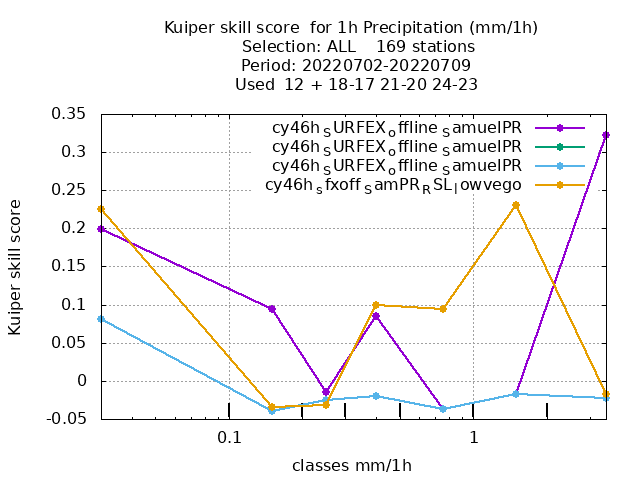 Kuiper skill score  for 1h Precipitation (mm/1h)
Selection: ALL    169 stations
Period: 20220702-20220709
Used  12 + 18-17 21-20 24-23
0.35
0.3
0.25
0.2
0.15
0.1
0.05
0
-0.05
Kuiper skill score
cy46h_SURFEX_offline_SamuelPR
cy46h_SURFEX_offline_SamuelPR
cy46h_SURFEX_offline_SamuelPR
cy46h_sfxoff_SamPR_RSL_lowvego
0.1
1
classes mm/1h